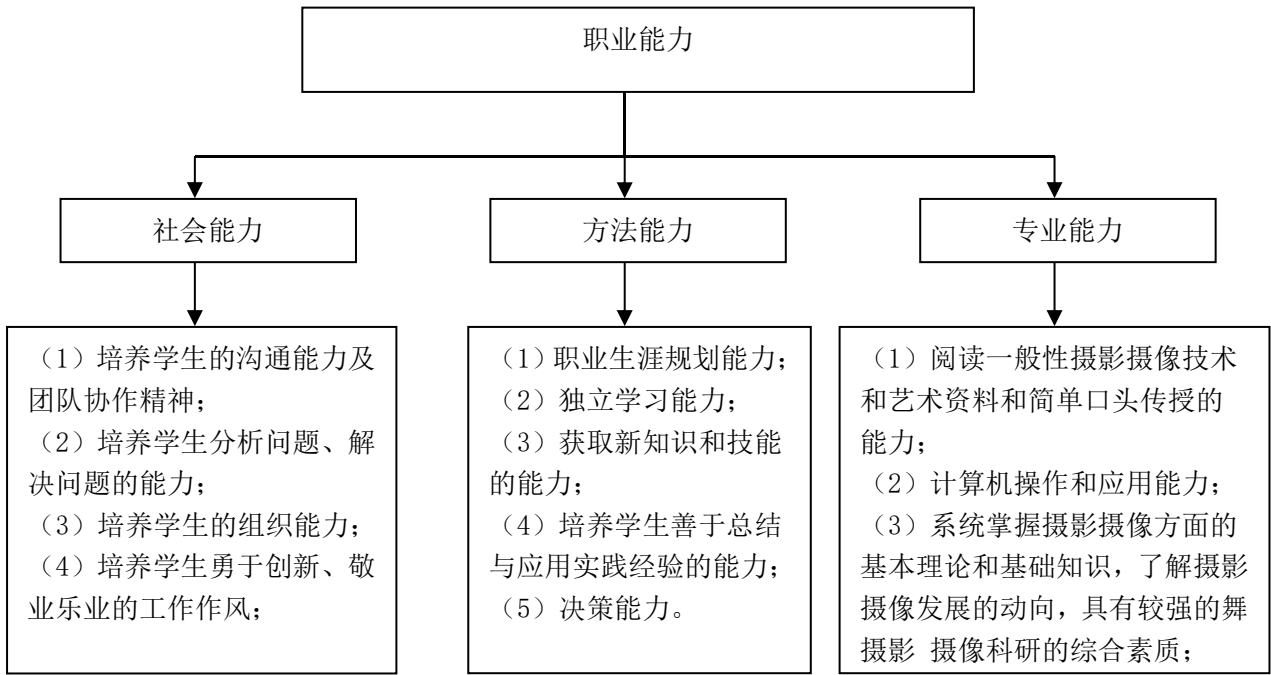 职业能力
社会能力
方法能力
专业能力
（1）培养学生的沟通能力及
团队协作精神；
（2）培养学生分析问题、解
决问题的能力；
（3）培养学生的组织能力；
（4）培养学生勇于创新、敬
业乐业的工作作风；
（1）职业生涯规划能力；
（2）独立学习能力；
（3）获取新知识和技能
的能力；
（4）培养学生善于总结
与应用实践经验的能力；
（5）决策能力。
（1）阅读一般性摄影摄像技术
和艺术资料和简单口头传授的
能力；
（2）计算机操作和应用能力；
（3）系统掌握摄影摄像方面的
基本理论和基础知识，了解摄影
摄像发展的动向，具有较强的舞
摄影 摄像科研的综合素质；